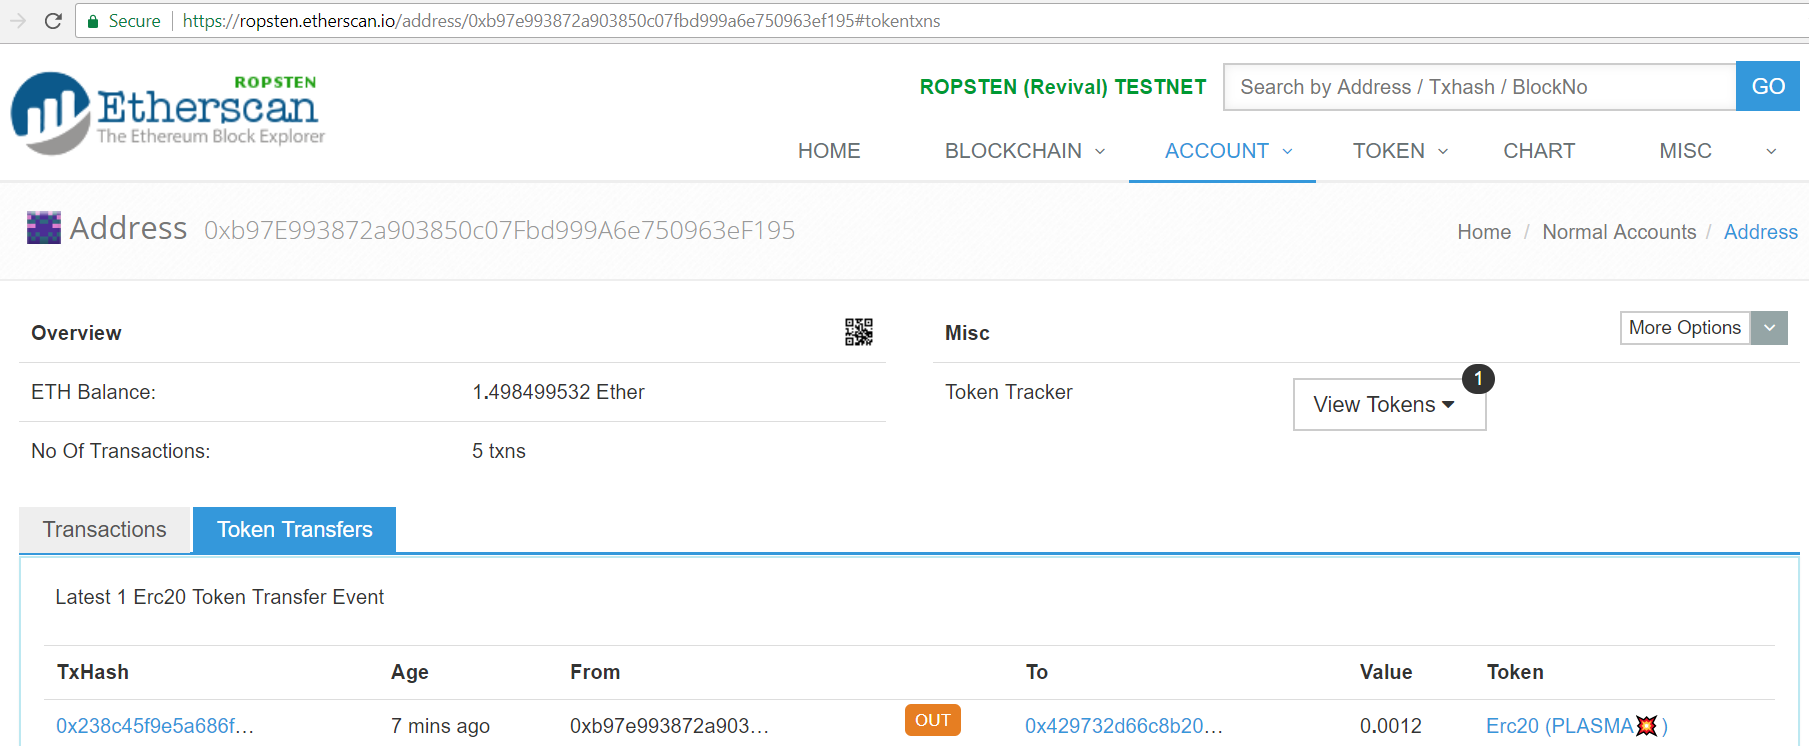 Secure https://ropsten.etherscan.io/address/0xb97e993872a903850c07fbd999a6e750963ef195#tokentxns
ROPSTEN
Etherscan
The Ethereum Block Explorer
ROPSTEN (Revival) TESTNET Search by Address / Txhash / BlockNo GO
HOME BLOCKCHAIN ACCOUNT TOKEN CHART MISC
Address 0xb97E993872a903850c07Fbd999A6e750963eF195
Home / Normal Accounts / Address
Overview
ETH Balance: 1.498499532 Ether
No Of Transactions: 5 txns
Misc More Options
Token Tracker View Tokens 1
Transactions Token Transfers
Latest 1 Erc20 Token Transfer Event
TxHash Age From To Value Token
0x238c45f9e5a686f... 7 mins ago 0xb97e993872a903... OUT 0x429732d66c8b20... 0.0012 Erc20 (PLASMA💥)